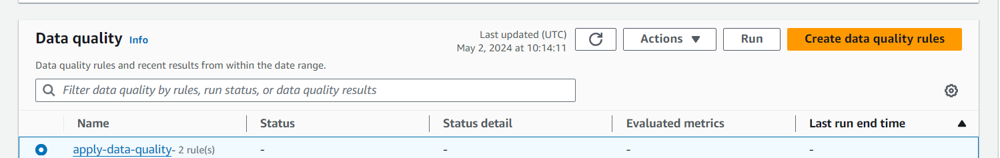 Data quality Info
Last updated (UTC)
May 2, 2024 at 10:14:11
Actions
Run
Create data quality rules
Data quality rules and recent results from within the date range.
Filter data quality by rules, run status, or data quality results
Name Status Status detail Evaluated metrics Last run end time
apply-data-quality- 2 rule(s) - - - -